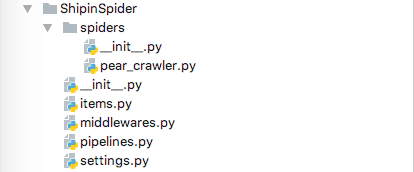 ShipinSpider
spiders
__init__.py
pear_crawler.py
__init__.py
items.py
middlewares.py
pipelines.py
settings.py